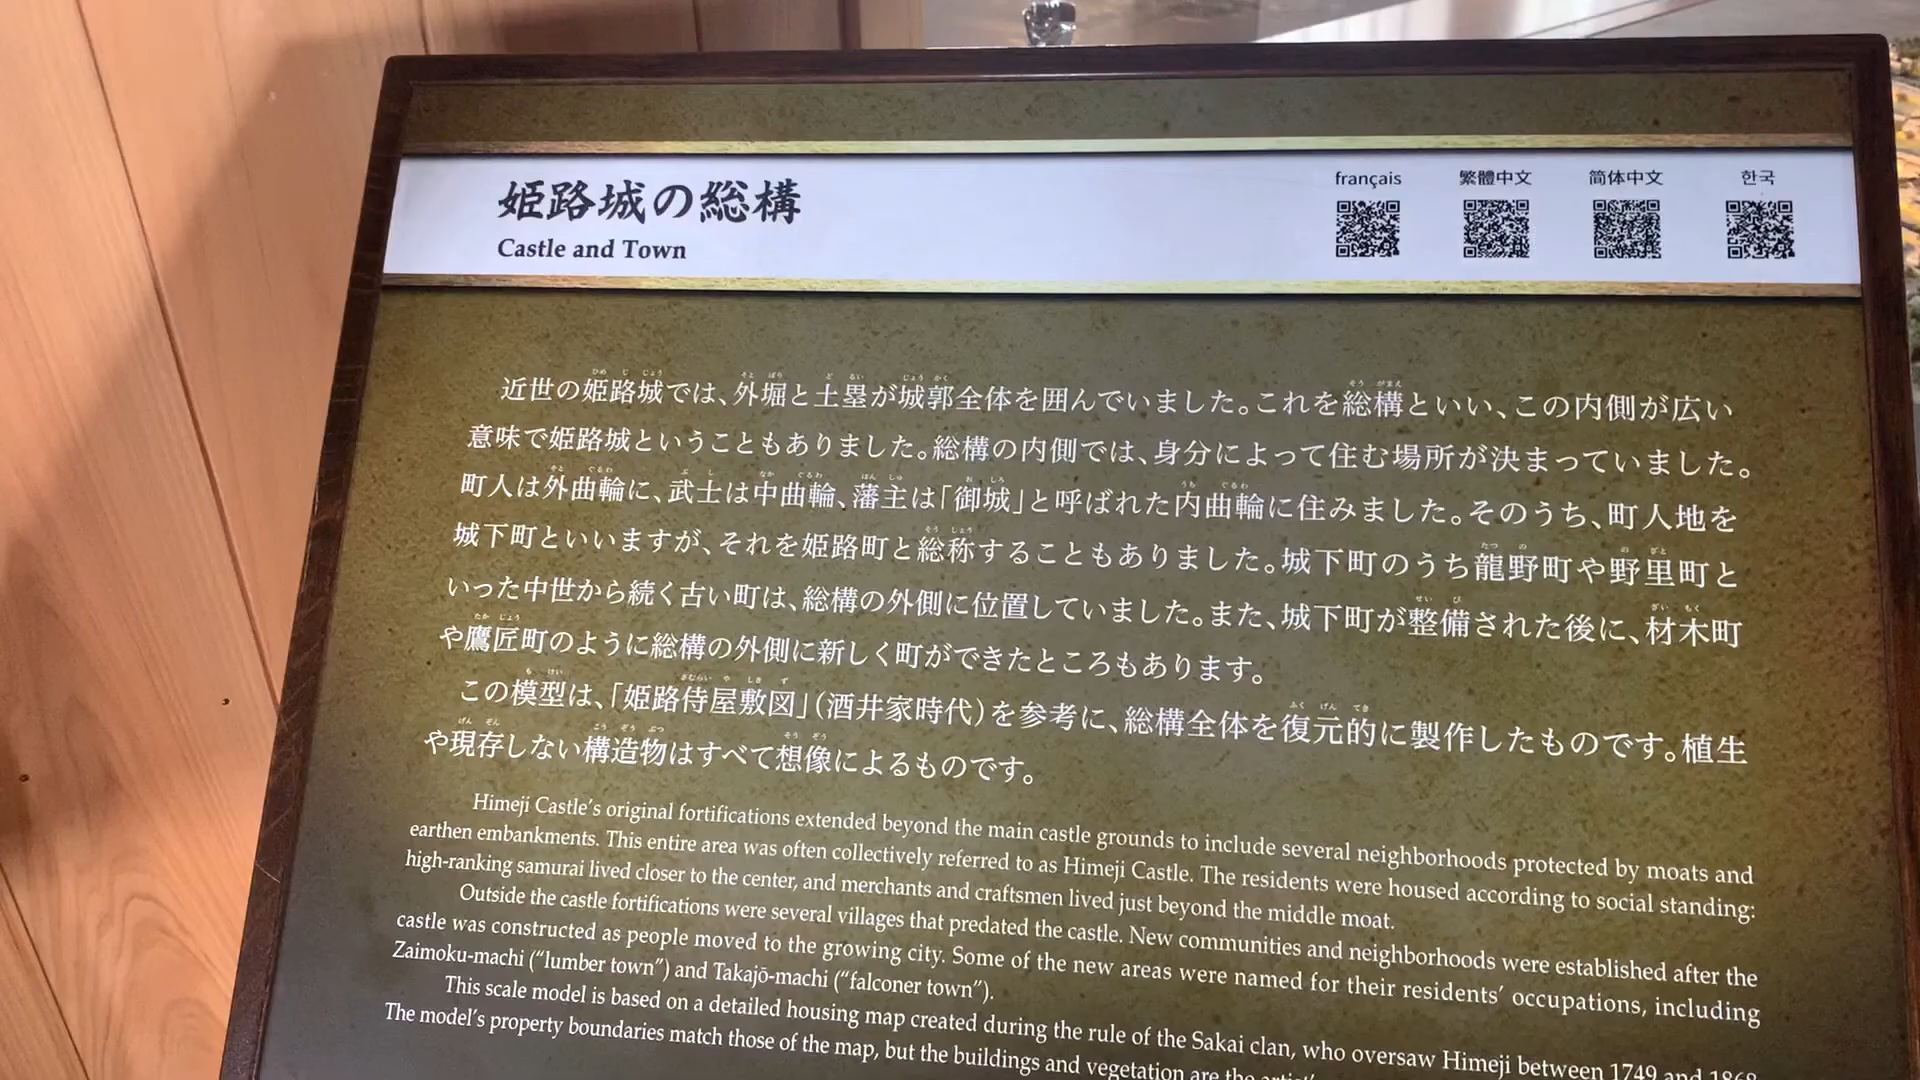 姫路城の総構
Castle and Town
français
繁體中文
简体中文
한국
近世の姫路城では、外堀と土塁が城郭全体を囲んでいました。これを総構といい、この内側が広い
意味で姫路城ということもありました。総構の内側では、身分によって住む場所が決まっていました。
町人は外曲輪に、武士は中曲輪、藩主は「御城」と呼ばれた内曲輪に住みました。そのうち、町人地を
城下町といいますが、それを姫路町と総称することもありました。城下町のうち龍野町や野里町と
いった中世から続く古い町は、総構の外側に位置していました。また、城下町が整備された後に、材木町
や鷹匠町のように総構の外側に新しく町ができたところもあります。
この模型は、「姫路侍屋敷図」(酒井家時代)を参考に、総構全体を復元的に製作したものです。植生
や現存しない構造物はすべて想像によるものです。
Himeji Castle's original fortifications extended beyond the main castle grounds to include several neighborhoods protected by moats and
earthen embankments. This entire area was often collectively referred to as Himeji Castle. The residents were housed according to social standing:
high-ranking samurai lived closer to the center, and merchants and craftsmen lived just beyond the middle moat.
Outside the castle fortifications were several villages that predated the castle. New communities and neighborhoods were established after the
castle was constructed as people moved to the growing city. Some of the new areas were named for their residents' occupations, including
Zaimoku-machi ("lumber town") and Takajō-machi ("falconer town").
This scale model is based on a detailed housing map created during the rule of the Sakai clan, who oversaw Himeji between 1749 and
The model's property boundaries match those of the map, but the buildings and vegetation are the